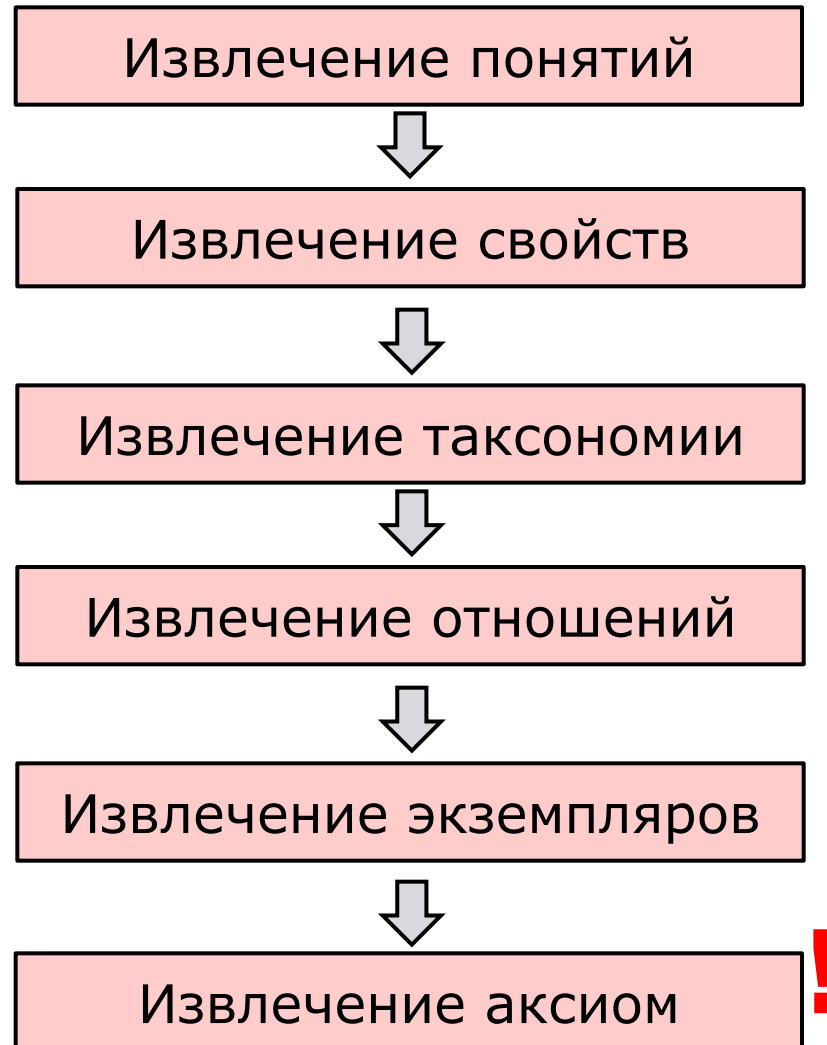 Извлечение понятий
Извлечение свойств
Извлечение таксономии
Извлечение отношений
Извлечение экземпляров
Извлечение аксиом
!